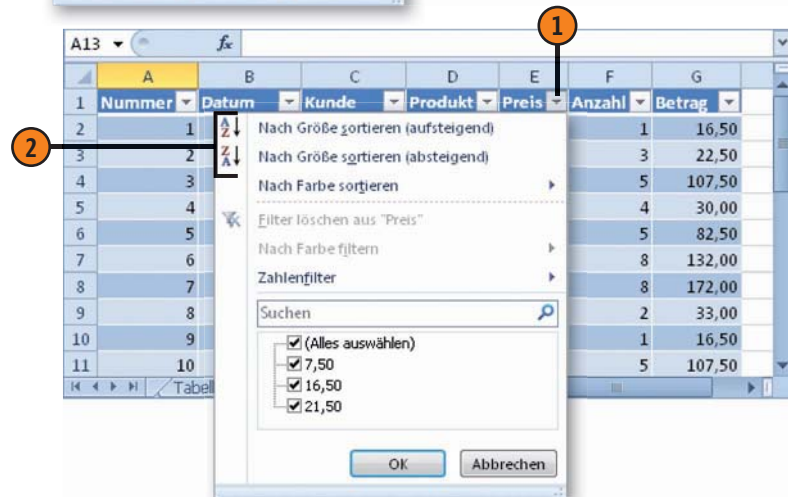 1
A13 fx
A B C D E F G
1 Nummer Datum Kunde Produkt Preis Anzahl Betrag
2 1 1 16,50
3 2 3 22,50
4 3 5 107,50
5 4 4 30,00
6 5 5 82,50
7 6 8 132,00
8 7 8 172,00
9 8 2 33,00
10 9 1 16,50
11 10 5 107,50
2
A Z Nach Größe sortieren (aufsteigend)
Z A Nach Größe sortieren (absteigend)
Nach Farbe sortieren
Filter löschen aus "Preis"
Nach Farbe filtern
Zahlenfilter
Suchen
(Alles auswählen)
7,50
16,50
21,50
OK Abbrechen